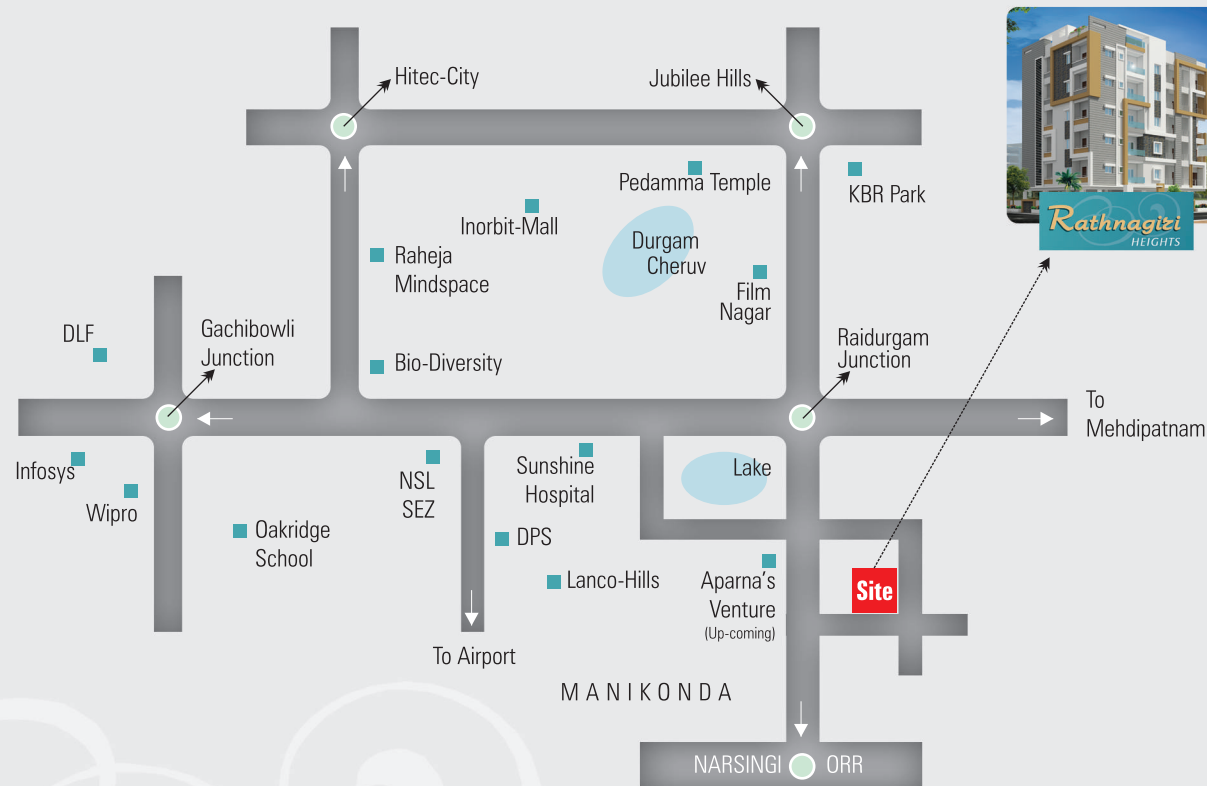 Hitec-City
Jubilee Hills
Pedamma Temple
KBR Park
Inorbit-Mall
Rathnagiri
HEIGHTS
Durgam
Cheruv
Raheja
Mindspace
Film
Nagar
DLF
Gachibowli
Junction
Bio-Diversity
Raidurgam
Junction
To
Mehdipatnam
Infosys
Wipro
NSL
SEZ
Sunshine
Hospital
Lake
Oakridge
School
DPS
Lanco-Hills
Aparna's
Venture
(Up-coming)
Site
To Airport
MANIKONDA
NARSINGI ORR